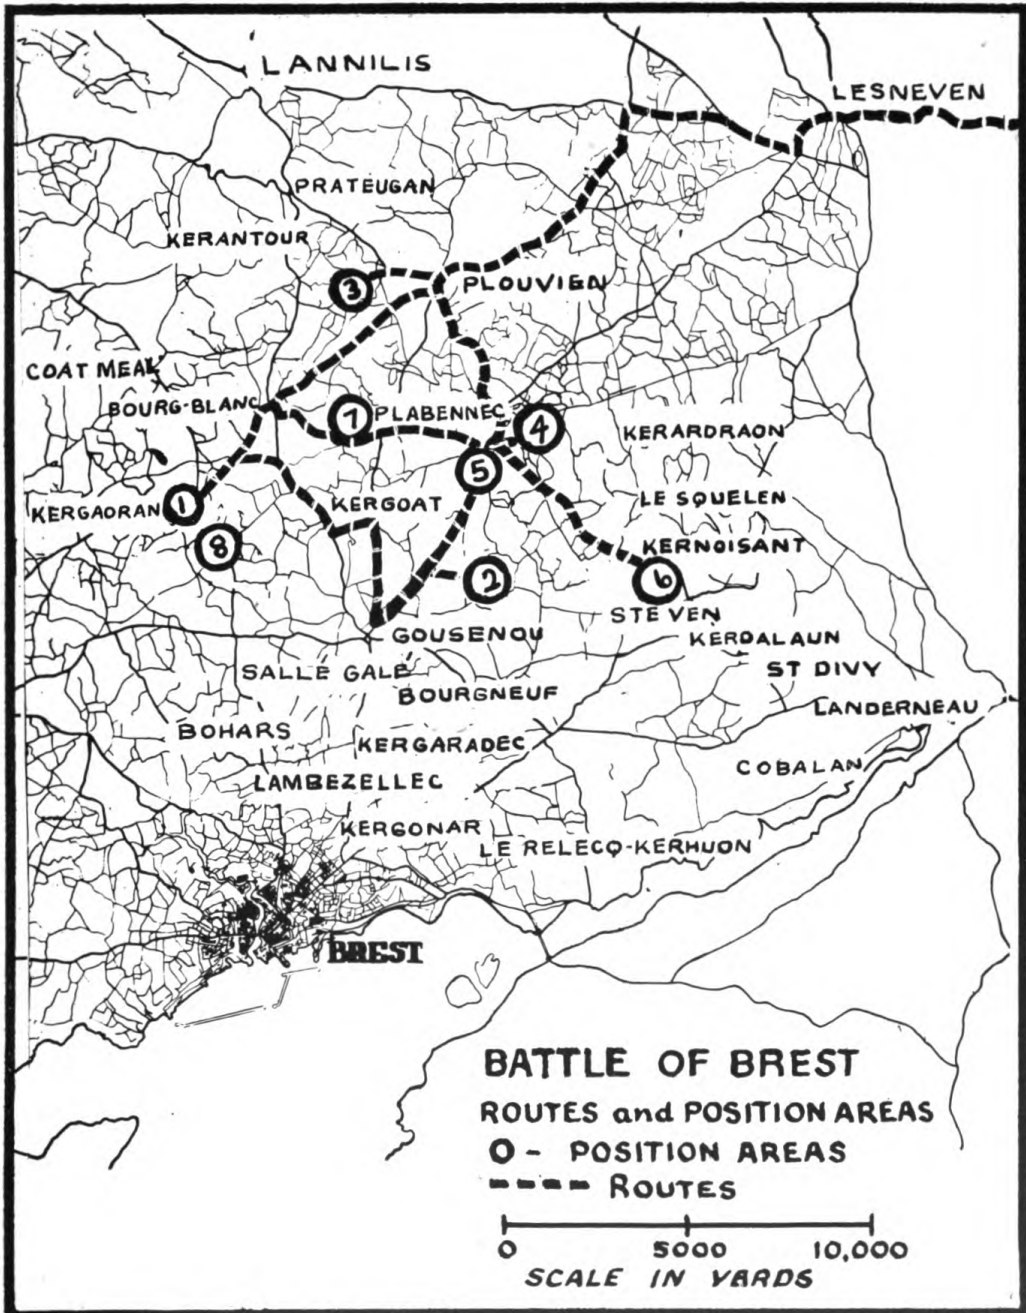 LANNILIS
LESNEVEN
PRATEUGAN
KERANTOUR
3
PLOUVIEN
COAT MEAL
BOURG-BLANC
7
PLABENNEC
4
KERARDRAON
5
KERGAORAN
1
KERGOAT
LE SQUELEN
8
KERNOISANT
2
6
STEVEN
GOUSENOU
KERDALAUN
SALLE GALE
ST DIVY
BOURGNEUF
LANDERNEAU
BOHARS
KERGARADEC
COBALAN
LAMBEZELLEC
KERGONAR
LE RELECQ-KERHUON
BREST
BATTLE OF BREST
ROUTES and POSITION AREAS
O - POSITION AREAS
---- ROUTES
0 5000 10,000
SCALE IN YARDS